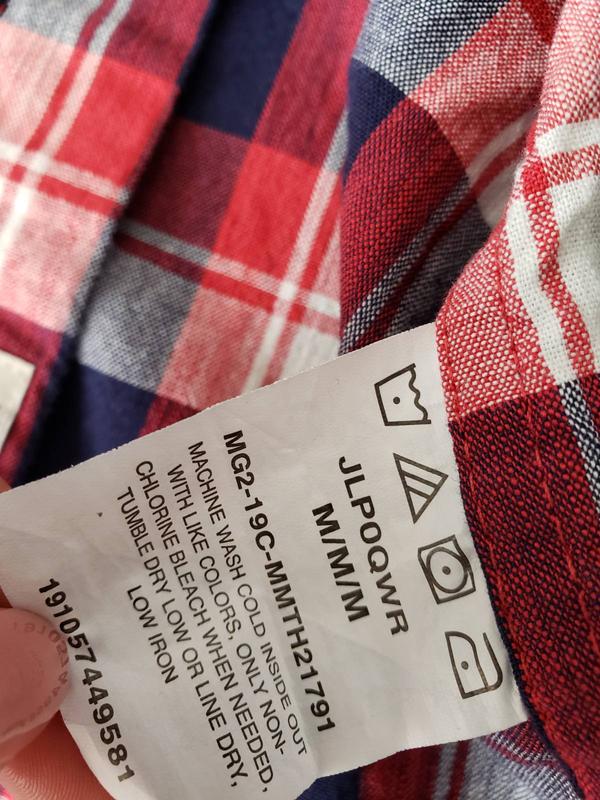 JLP0QWR
M/M/M
MG2-19C-MMTH21791
MACHINE WASH COLD INSIDE OUT
WITH LIKE COLORS, ONLY NON-
CHLORINE BLEACH WHEN NEEDED,
TUMBLE DRY LOW OR LINE DRY,
LOW IRON
191057449581